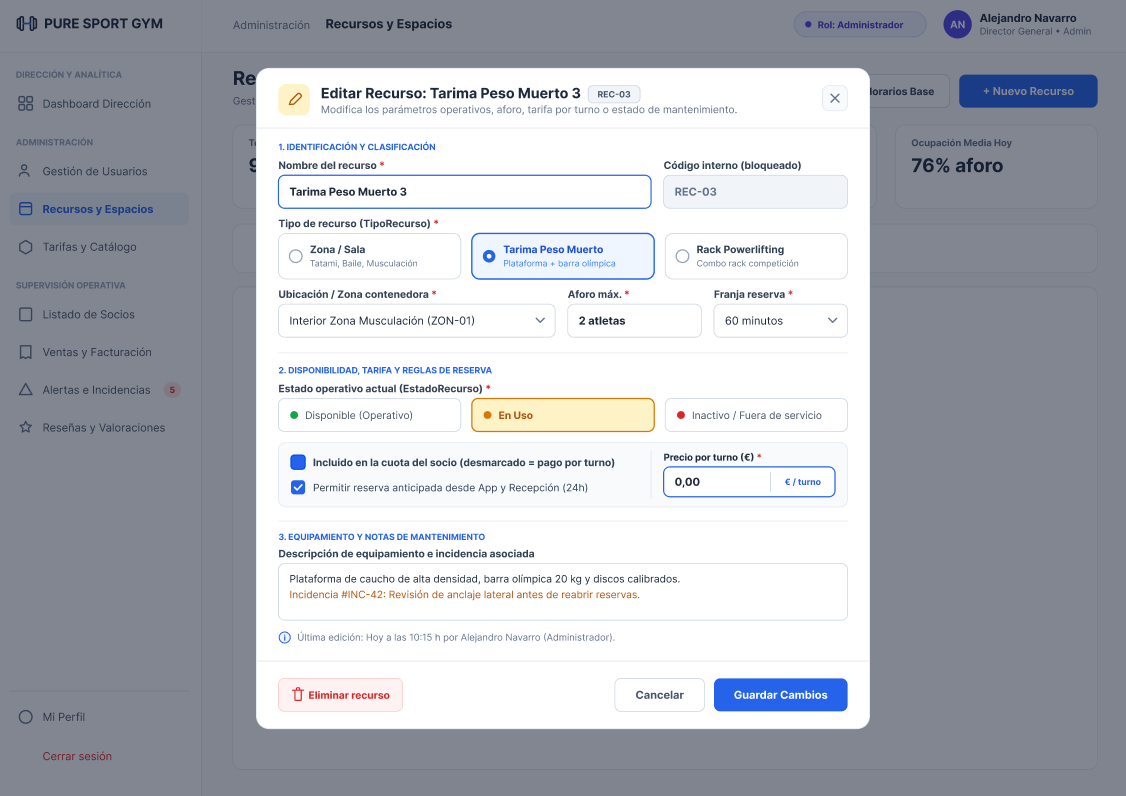 PURE SPORT GYM
Administración Recursos y Espacios
Rol: Administrador
AN
Alejandro Navarro
Director General • Admin
DIRECCIÓN Y ANALÍTICA
Dashboard Dirección
ADMINISTRACIÓN
Gestión de Usuarios
Recursos y Espacios
Tarifas y Catálogo
SUPERVISIÓN OPERATIVA
Listado de Socios
Ventas y Facturación
Alertas e Incidencias 5
Reseñas y Valoraciones
Mi Perfil
Cerrar sesión
Horarios Base
+ Nuevo Recurso
Ocupación Media Hoy
76% aforo
Editar Recurso: Tarima Peso Muerto 3 REC-03
Modifica los parámetros operativos, aforo, tarifa por turno o estado de mantenimiento.
1. IDENTIFICACIÓN Y CLASIFICACIÓN
Nombre del recurso * Código interno (bloqueado)
Tarima Peso Muerto 3 REC-03
Tipo de recurso (TipoRecurso) *
Zona / Sala
Tatami, Baile, Musculación
Tarima Peso Muerto
Plataforma + barra olímpica
Rack Powerlifting
Combo rack competición
Ubicación / Zona contenedora * Aforo máx. * Franja reserva *
Interior Zona Musculación (ZON-01) 2 atletas 60 minutos
2. DISPONIBILIDAD, TARIFA Y REGLAS DE RESERVA
Estado operativo actual (EstadoRecurso) *
Disponible (Operativo) En Uso Inactivo / Fuera de servicio
Incluido en la cuota del socio (desmarcado = pago por turno)
Permitir reserva anticipada desde App y Recepción (24h)
Precio por turno (€) *
0,00 € / turno
3. EQUIPAMIENTO Y NOTAS DE MANTENIMIENTO
Descripción de equipamiento e incidencia asociada
Plataforma de caucho de alta densidad, barra olímpica 20 kg y discos calibrados.
Incidencia #INC-42: Revisión de anclaje lateral antes de reabrir reservas.
Última edición: Hoy a las 10:15 h por Alejandro Navarro (Administrador).
Eliminar recurso Cancelar Guardar Cambios